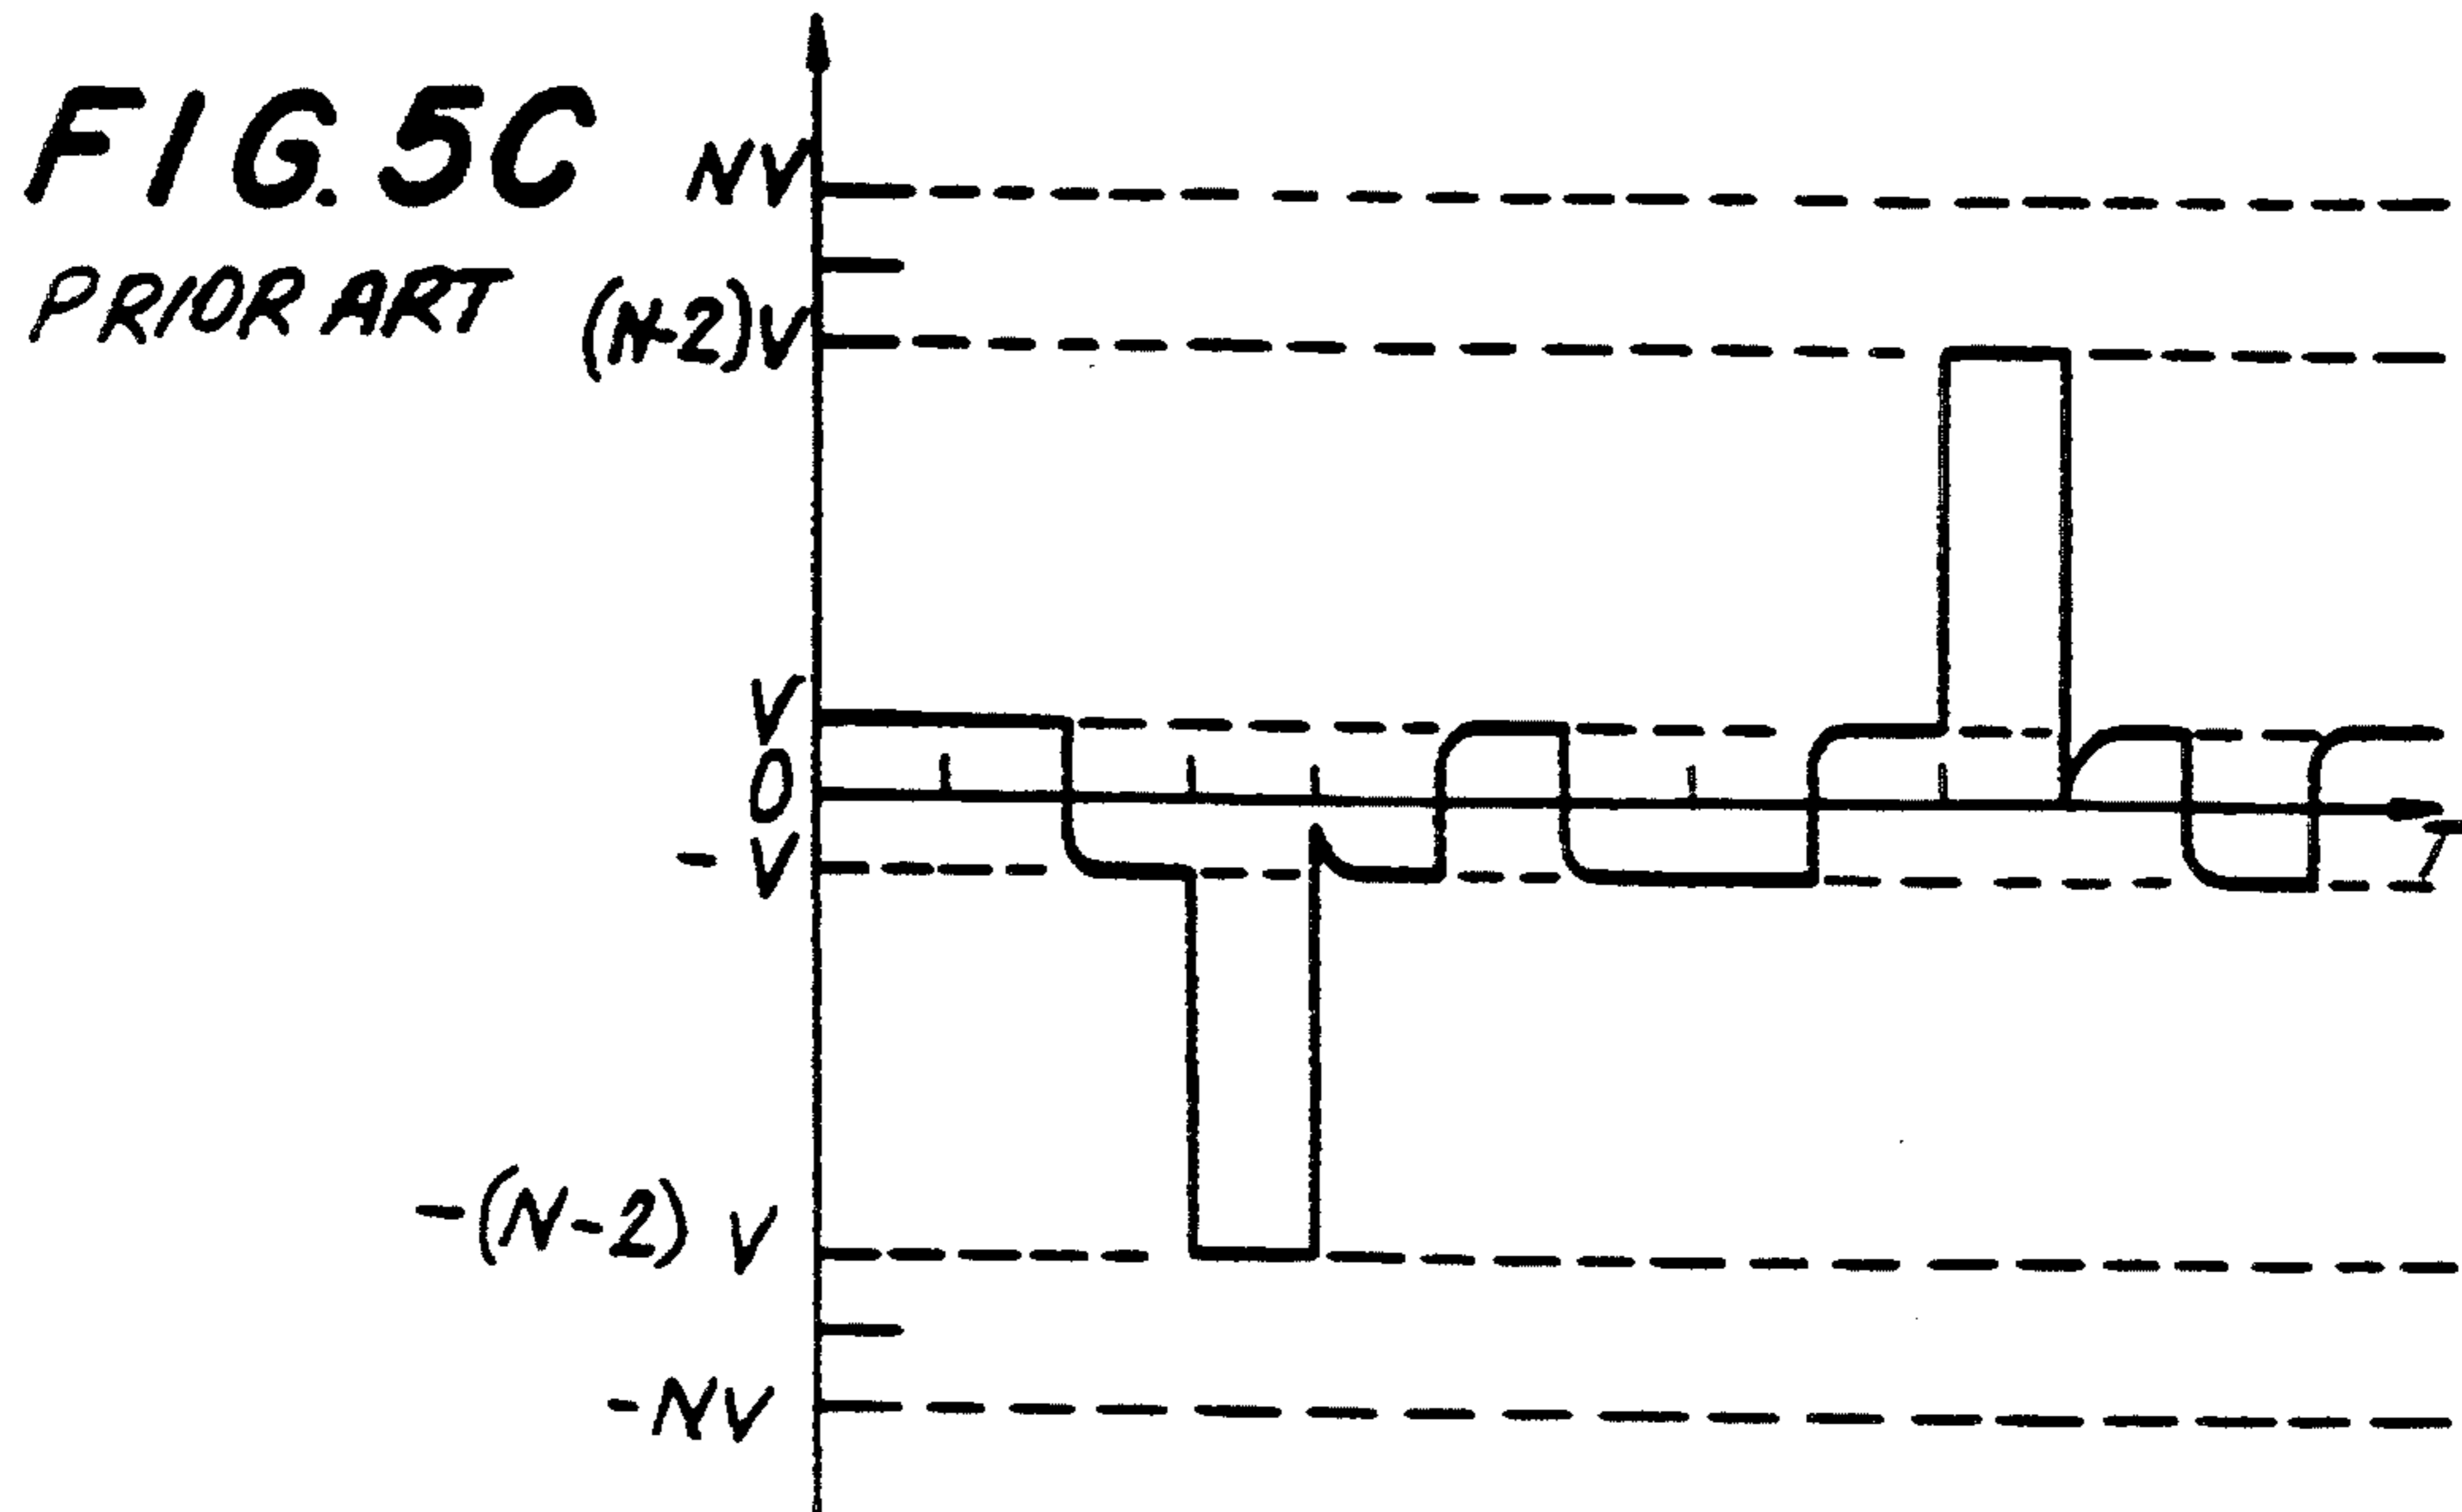 FIG. 5C
PRIOR ART
NV
(N-2)V
V
0
-V
-(N-2) V
-NV
T